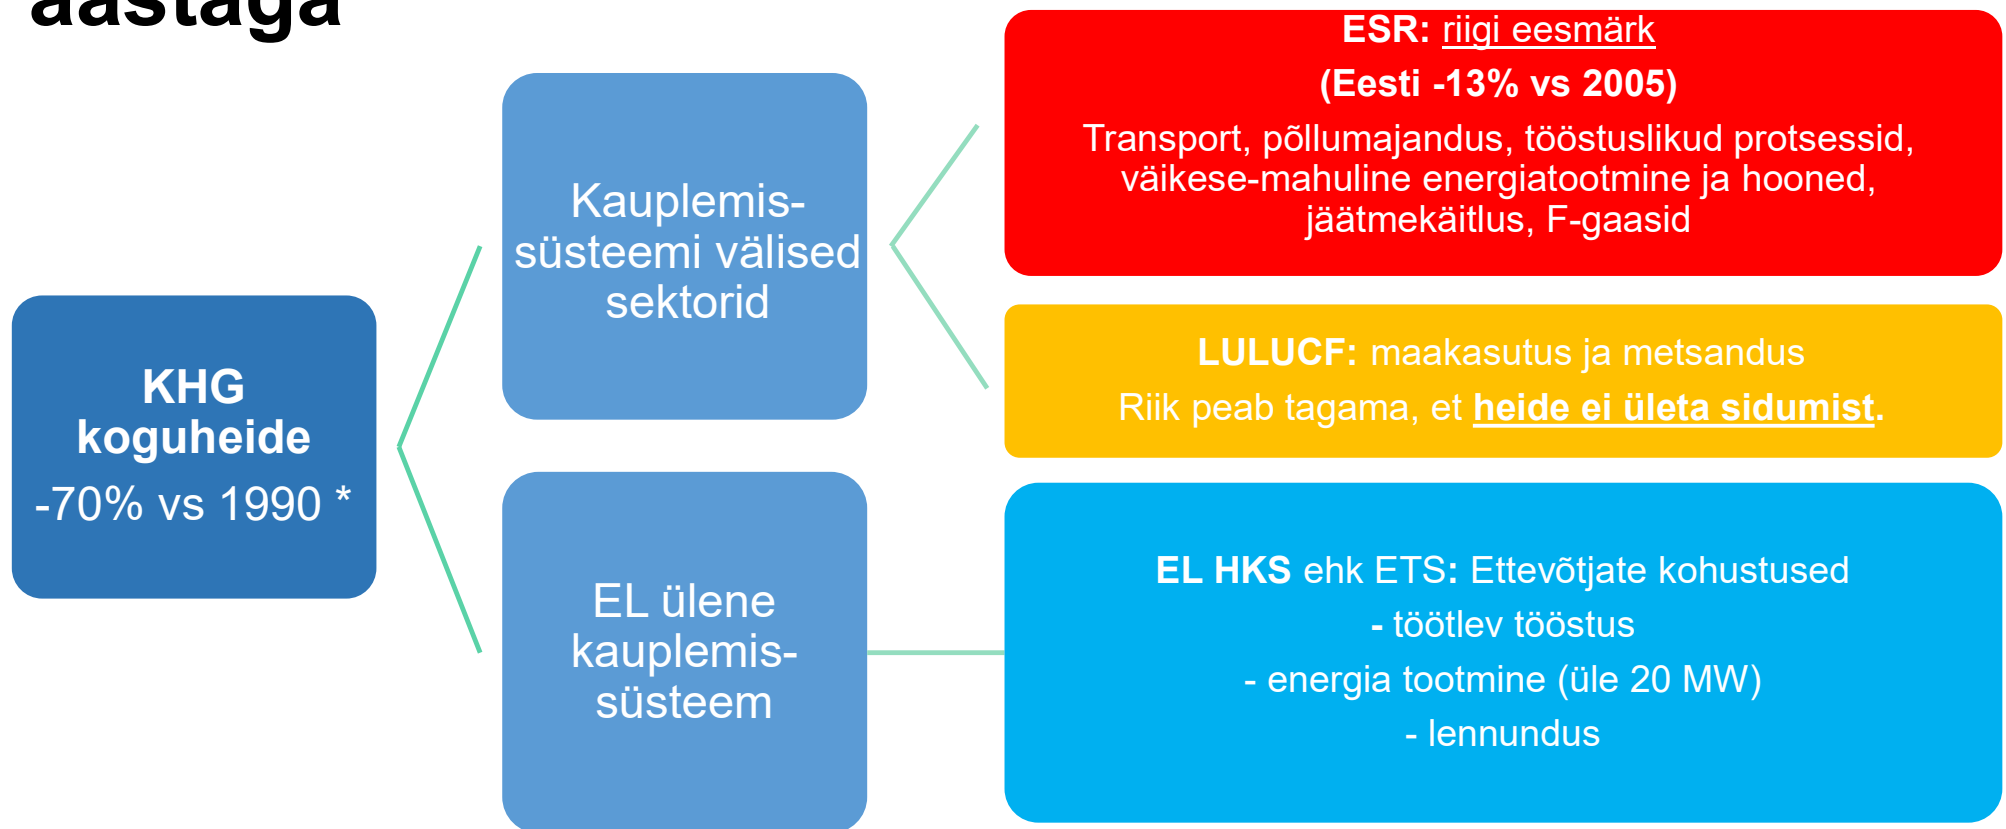 aastaga
KHG
koguheide
-70% vs 1990 *
Kauplemis-
süsteemi välised
sektorid
EL ülene
kauplemis-
süsteem
ESR: riigi eesmärk
(Eesti -13% vs 2005)
Transport, põllumajandus, tööstuslikud protsessid,
väikese-mahuline energiatootmine ja hooned,
jäätmekäitlus, F-gaasid
LULUCF: maakasutus ja metsandus
Riik peab tagama, et heide ei ületa sidumist.
EL HKS ehk ETS: Ettevõtjate kohustused
- töötlev tööstus
- energia tootmine (üle 20 MW)
- lennundus